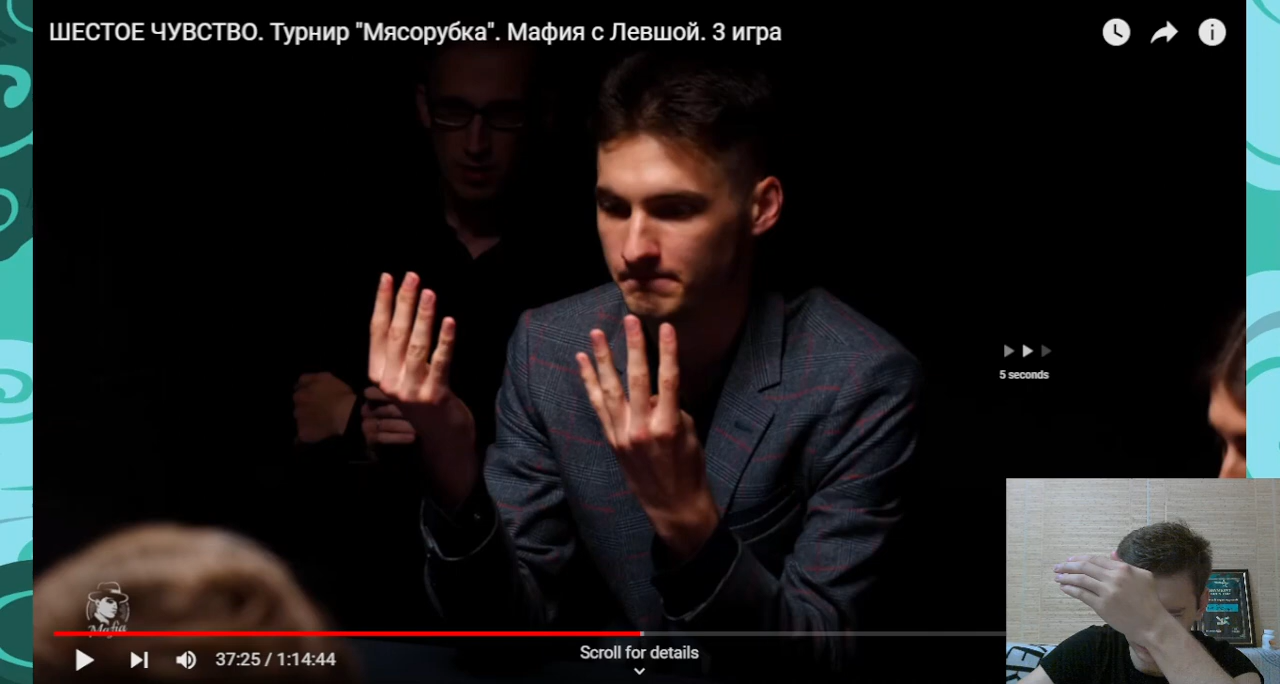 ШЕСТОЕ ЧУВСТВО. Турнир "Мясорубка". Мафия с Левшой. 3 игра
5 seconds
Mafia
37:25 / 1:14:44
Scroll for details